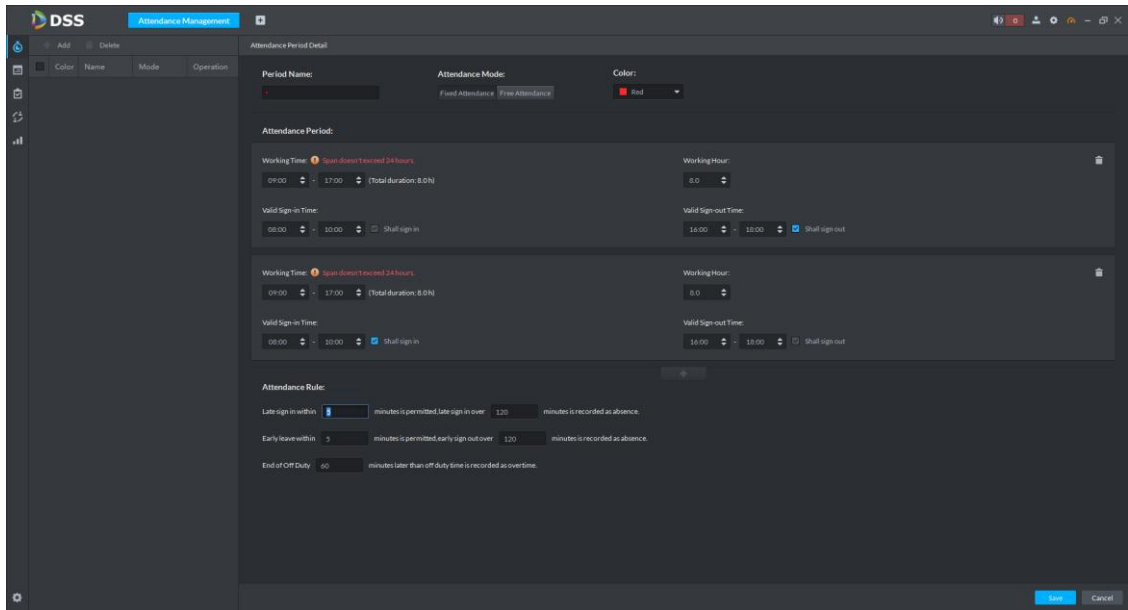 DSS Attendance Management
0
Add Delete Attendance Period Detail
Color Name Mode Operation
Period Name: Attendance Mode: Color:
Fixed Attendance Free Attendance Red
Attendance Period:
Working Time: Span doesn't exceed 24 hours. Working Hour:
09:00 - 17:00 (Total duration: 8.0 h) 8.0
Valid Sign-in Time: Valid Sign-out Time:
08:00 - 10:00 Shall sign in 16:00 - 18:00 Shall sign out
Working Time: Span doesn't exceed 24 hours. Working Hour:
09:00 - 17:00 (Total duration: 8.0 h) 8.0
Valid Sign-in Time: Valid Sign-out Time:
08:00 - 10:00 Shall sign in 16:00 - 18:00 Shall sign out
Attendance Rule:
Late sign in within 5 minutes is permitted, late sign in over 120 minutes is recorded as absence.
Early leave within 5 minutes is permitted, early sign out over 120 minutes is recorded as absence.
End of Off Duty 60 minutes later than off duty time is recorded as overtime.
Save Cancel